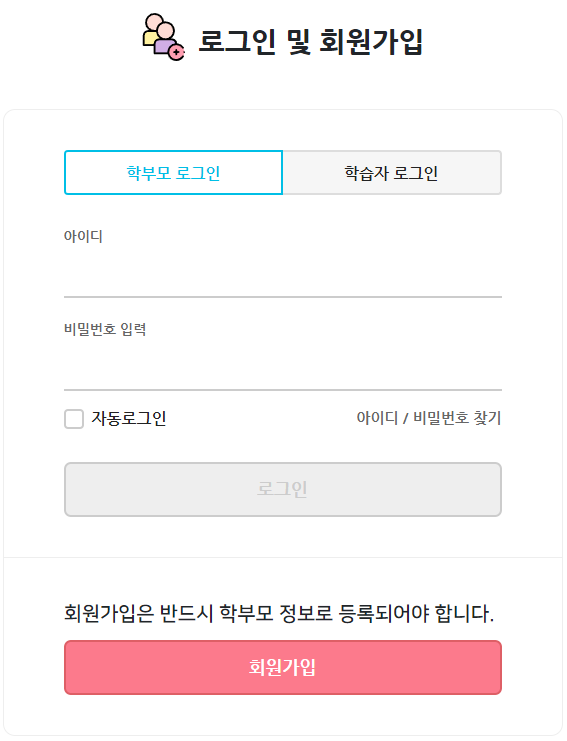 로그인 및 회원가입
학부모 로그인 학습자 로그인
아이디
비밀번호 입력
자동로그인 아이디 / 비밀번호 찾기
로그인
회원가입은 반드시 학부모 정보로 등록되어야 합니다.
회원가입